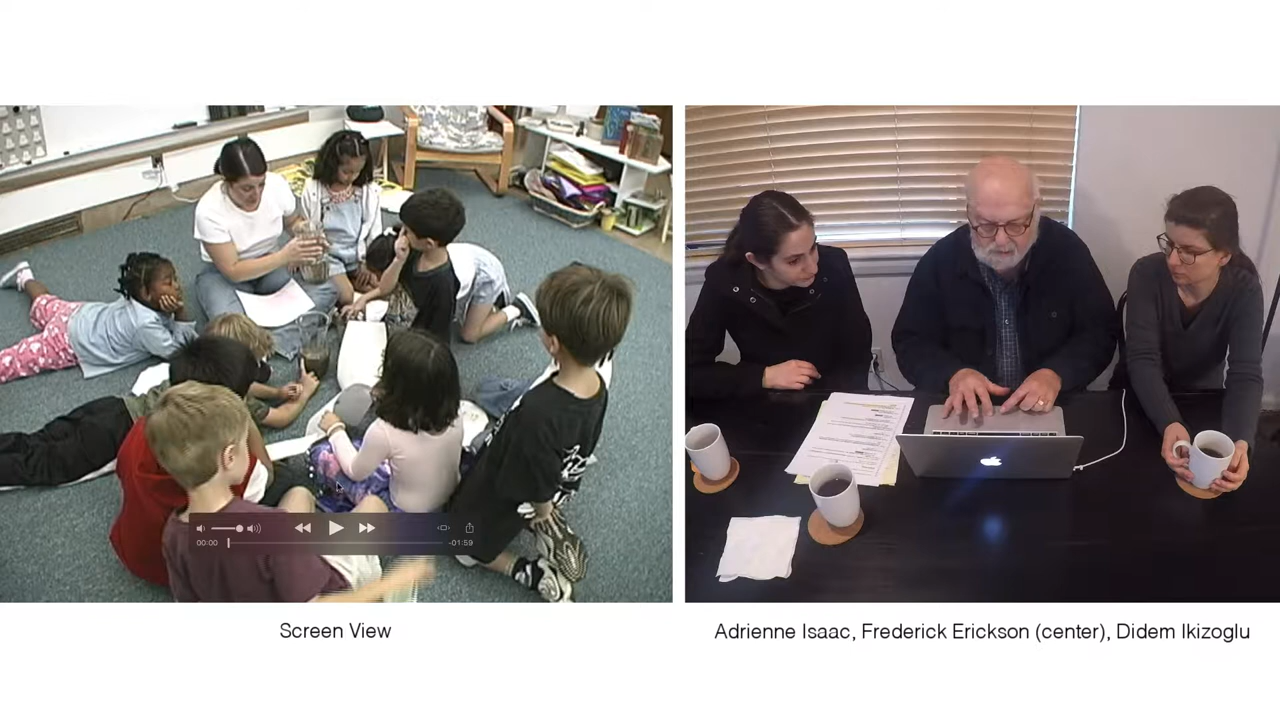 00:00
-01:59
Screen View
Adrienne Isaac, Frederick Erickson (center), Didem Ikizoglu